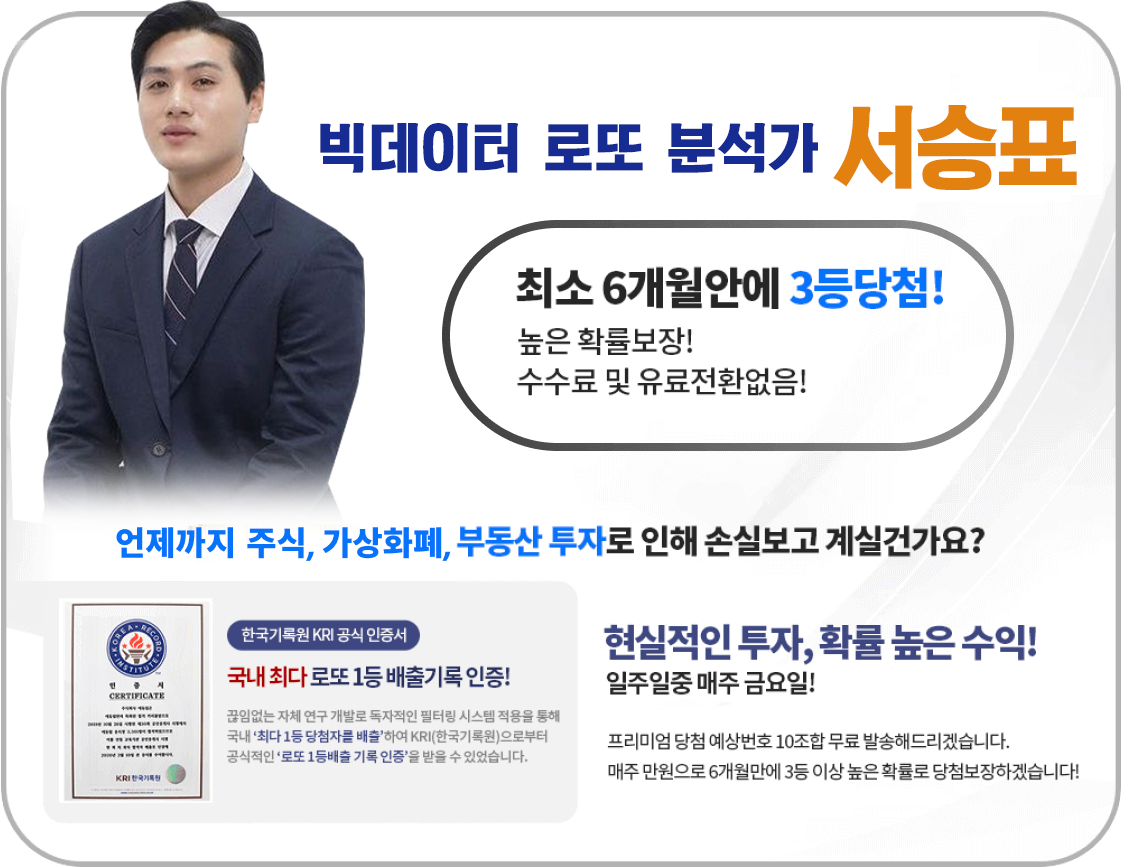 빅데이터 로또 분석가 서승표
최소 6개월안에 3등당첨!
높은 확률보장!
수수료 및 유료전환없음!
언제까지 주식, 가상화폐, 부동산 투자로 인해 손실보고 계실건가요?
KOREA RECORD INSTITUTE
인 증 서
CERTIFICATE
KRI 한국기록원
한국기록원 KRI 공식 인증서
국내 최다 로또 1등 배출기록 인증!
끊임없는 자체 연구 개발로 독자적인 필터링 시스템 적용을 통해
국내 ‘최다 1등 당첨자를 배출’하여 KRI(한국기록원)으로부터
공식적인 ‘로또 1등배출 기록 인증’을 받을 수 있었습니다.
현실적인 투자, 확률 높은 수익!
일주일중 매주 금요일!
프리미엄 당첨 예상번호 10조합 무료 발송해드리겠습니다.
매주 만원으로 6개월만에 3등 이상 높은 확률로 당첨보장하겠습니다!